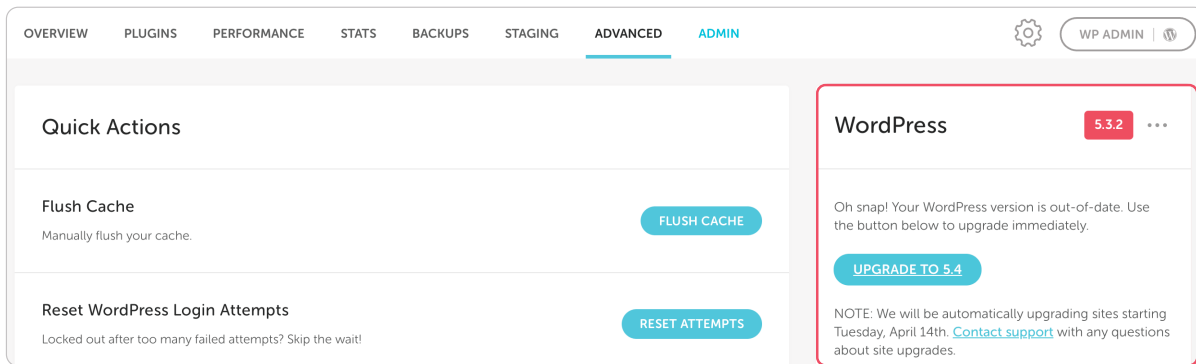 OVERVIEW PLUGINS PERFORMANCE STATS BACKUPS STAGING ADVANCED ADMIN WP ADMIN
Quick Actions
Flush Cache
Manually flush your cache.
FLUSH CACHE
Reset WordPress Login Attempts
Locked out after too many failed attempts? Skip the wait!
RESET ATTEMPTS
WordPress 5.3.2
Oh snap! Your WordPress version is out-of-date. Use
the button below to upgrade immediately.
UPGRADE TO 5.4
NOTE: We will be automatically upgrading sites starting
Tuesday, April 14th. Contact support with any questions
about site upgrades.